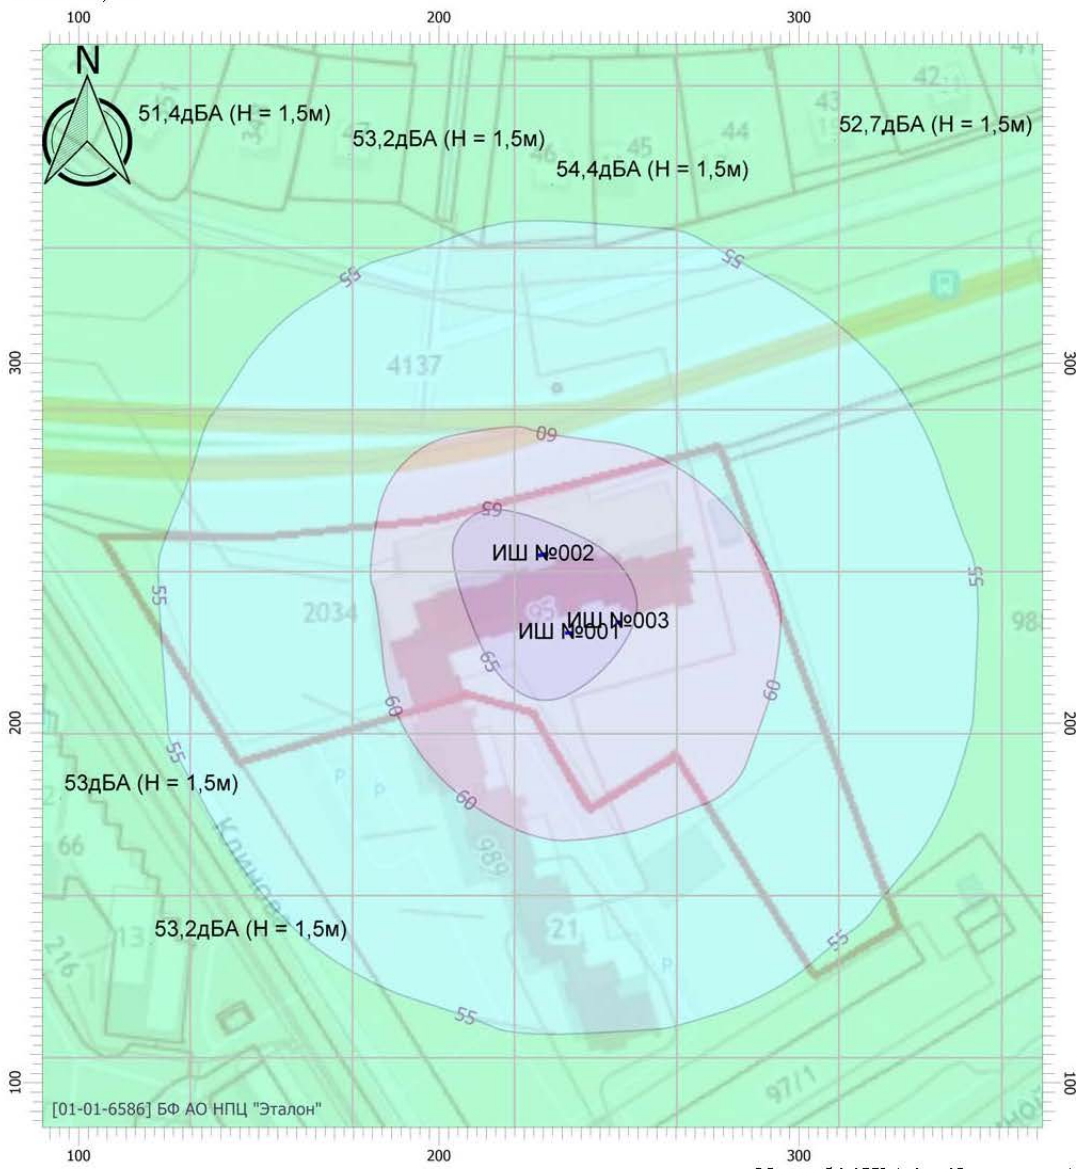 100 200 300
N
51,4дБА (H = 1,5м)
53,2дБА (H = 1,5м)
54,4дБА (H = 1,5м)
52,7дБА (H = 1,5м)
42
43
44
45
46
55
55
300
300
4137
60
65
ИШ №002
55
55
2034
95
ИШ №003
ИШ №001
65
60
60
200
200
55
53дБА (H = 1,5м)
P
P
60
66
989
53,2дБА (H = 1,5м)
21
55
13
216
P
55
100
100
97/1
[01-01-6586] БФ АО НПЦ "Эталон"
100 200 300